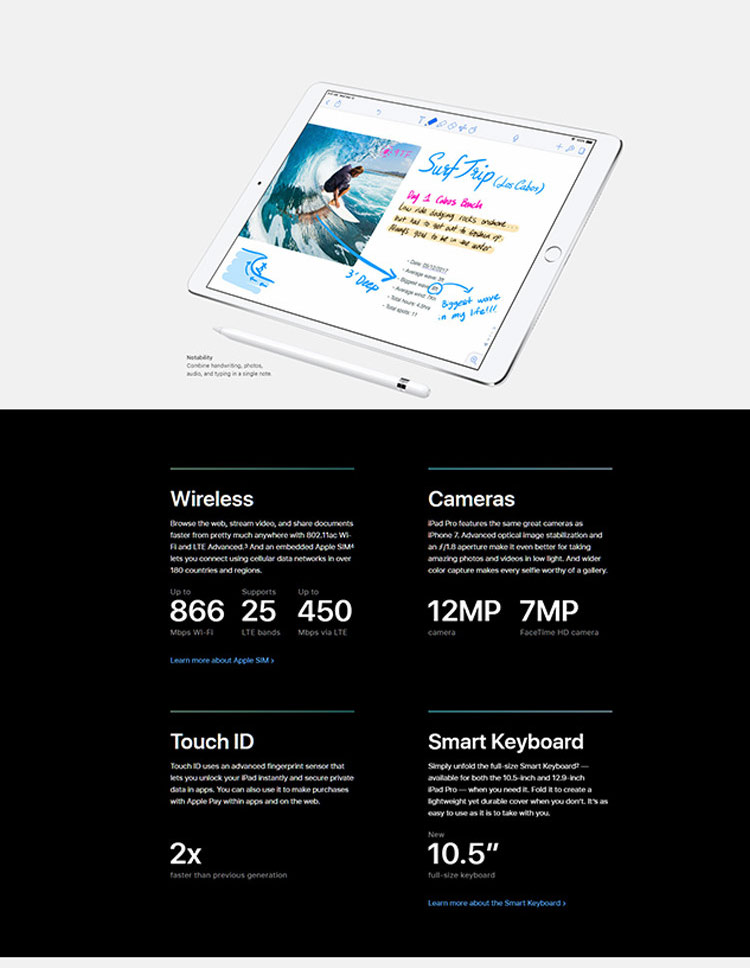 Surf Trip (Los Cabos)
Day 1 Cabos Beach
Low ride dodging rocks onshore...
but had to get out to foshus up.
Always good to be in the water.
- Date: 05/12/2017
- Average wave: 3ft
- Biggest wave: 8ft
- Average wind: 7Kn
- Total hours: 4.0hrs
- Total spots: 11
3' Deep
Biggest wave
in my life!!!
Notability
Combine handwriting, photos,
audio, and typing in a single note.
Wireless
Browse the web, stream video, and share documents
faster from pretty much anywhere with 802.11ac Wi-
Fi and LTE Advanced.³ And an embedded Apple SIM⁴
lets you connect using cellular data networks in over
180 countries and regions.
Up to
866
Mbps Wi-Fi
Supports
25
LTE bands
Up to
450
Mbps via LTE
Learn more about Apple SIM >
Cameras
iPad Pro features the same great cameras as
iPhone 7. Advanced optical image stabilization and
an ƒ/1.8 aperture make it even better for taking
amazing photos and videos in low light. And wider
color capture makes every selfie worthy of a gallery.
12MP
camera
7MP
FaceTime HD camera
Touch ID
Touch ID uses an advanced fingerprint sensor that
lets you unlock your iPad instantly and secure private
data in apps. You can also use it to make purchases
with Apple Pay within apps and on the web.
2x
faster than previous generation
Smart Keyboard
Simply unfold the full-size Smart Keyboard² —
available for both the 10.5-inch and 12.9-inch
iPad Pro — when you need it. Fold it to create a
lightweight yet durable cover when you don't. It's as
easy to use as it is to take with you.
New
10.5″
full-size keyboard
Learn more about the Smart Keyboard >